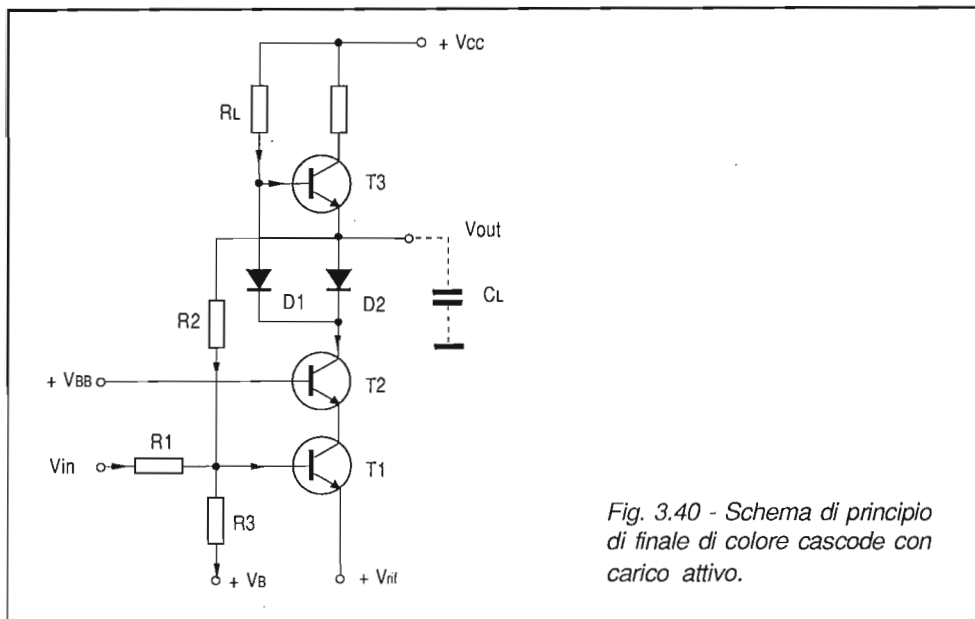 + Vcc
RL
T3
Vout
D1
D2
CL
R2
+ VBB
T2
R1
Vin
T1
R3
+ VB
+ Vrif
Fig. 3.40 - Schema di principio
di finale di colore cascode con
carico attivo.